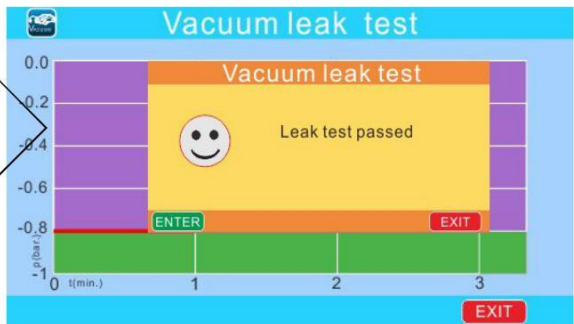 Vacuum leak test
0.0
-0.2
-0.4
-0.6
-0.8
-1
p(bar.)
0 t(min.) 1 2 3
Vacuum leak test
Leak test passed
ENTER EXIT
EXIT